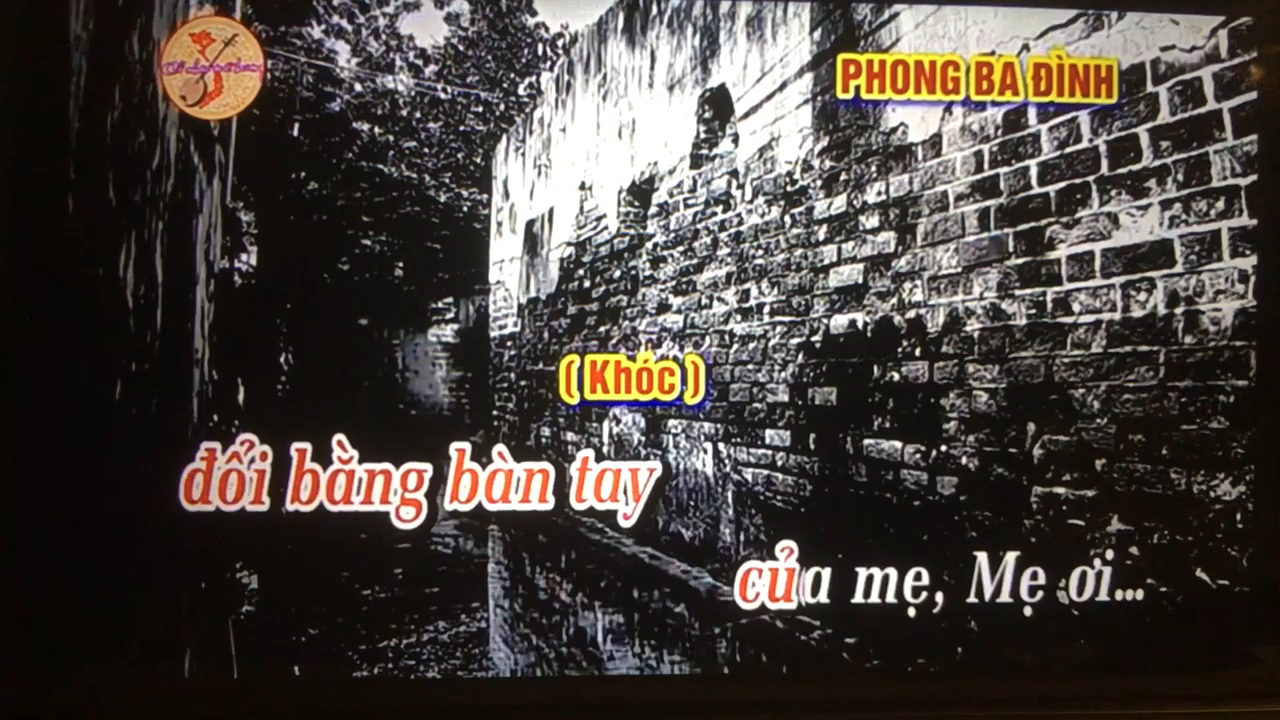 PHONG BA ĐÌNH
( Khóc )
đổi bằng bàn tay
của mẹ, Mẹ ơi...